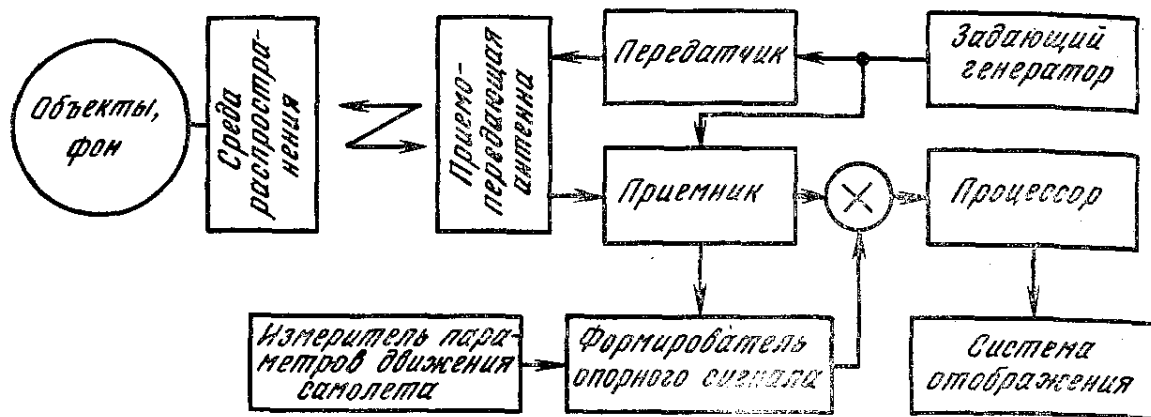 Объекты,
фон
Среда
распростра-
нения
Приемо-
передающая
антенна
Передатчик
Задающий
генератор
Приемник
Процессор
Измеритель пара-
метров движения
самолета
Формирователь
опорного сигнала
Система
отображения